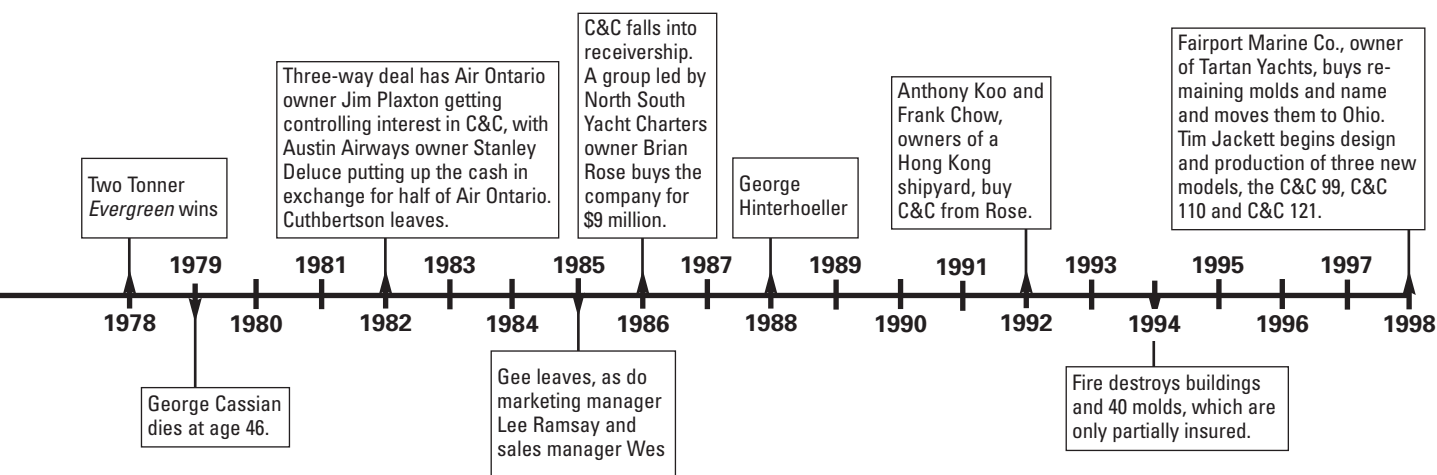 Two Tonner
Evergreen wins
Three-way deal has Air Ontario
owner Jim Plaxton getting
controlling interest in C&C, with
Austin Airways owner Stanley
Deluce putting up the cash in
exchange for half of Air Ontario.
Cuthbertson leaves.
C&C falls into
receivership.
A group led by
North South
Yacht Charters
owner Brian
Rose buys the
company for
$9 million.
George
Hinterhoeller
Anthony Koo and
Frank Chow,
owners of a
Hong Kong
shipyard, buy
C&C from Rose.
Fairport Marine Co., owner
of Tartan Yachts, buys re-
maining molds and name
and moves them to Ohio.
Tim Jackett begins design
and production of three new
models, the C&C 99, C&C
110 and C&C 121.
1979 1981 1983 1985 1987 1989 1991 1993 1995 1997
1978 1980 1982 1984 1986 1988 1990 1992 1994 1996 1998
George Cassian
dies at age 46.
Gee leaves, as do
marketing manager
Lee Ramsay and
sales manager Wes
Fire destroys buildings
and 40 molds, which are
only partially insured.